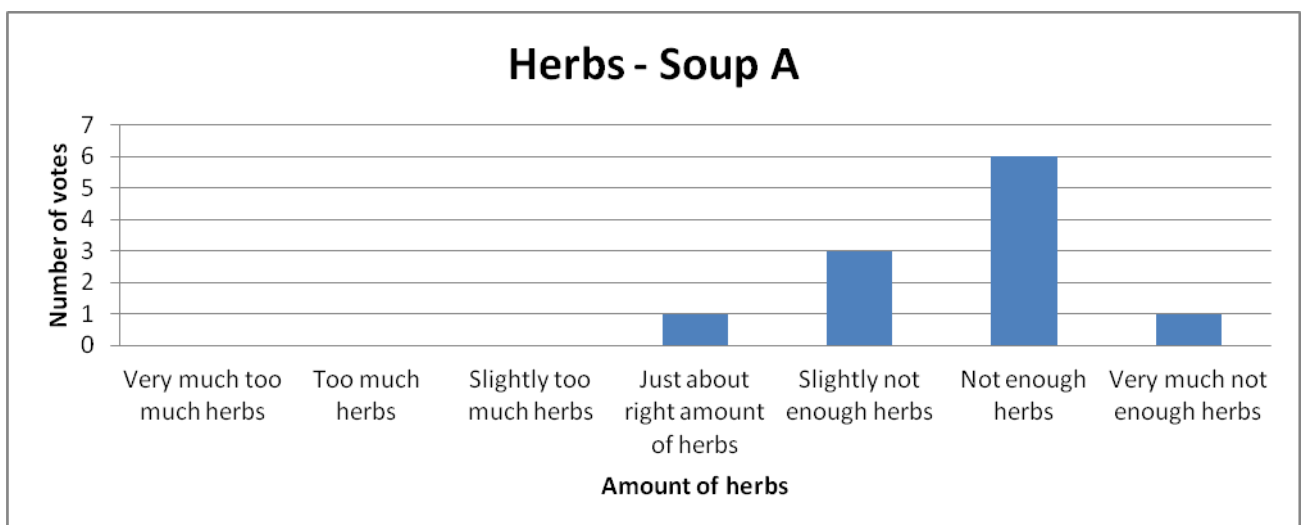 Herbs - Soup A
Number of votes
7
6
5
4
3
2
1
0
Very much too
much herbs
Too much
herbs
Slightly too
much herbs
Just about
right amount
of herbs
Slightly not
enough herbs
Not enough
herbs
Very much not
enough herbs
Amount of herbs